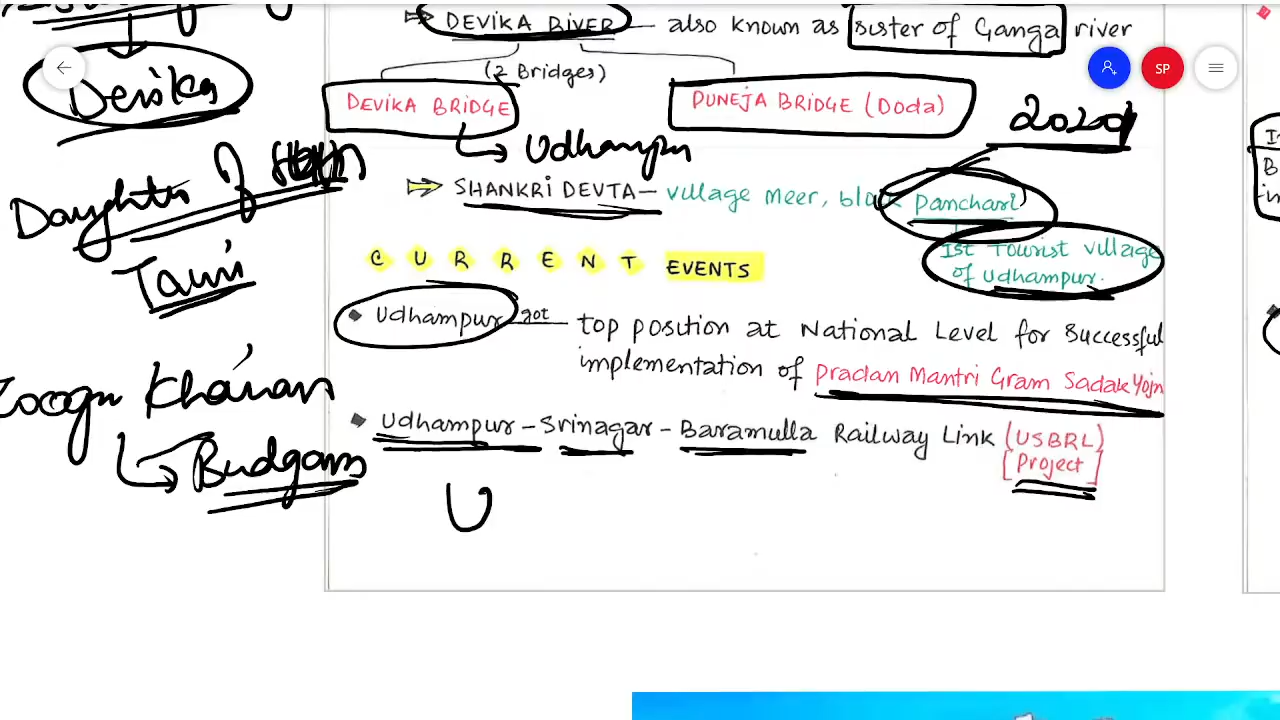 DEVIKA RIVER — also known as sister of Ganga river
(2 Bridges)
Devika
DEVIKA BRIDGE
PUNEJA BRIDGE (Doda)
SP
2020
Udhampur
Daughter of
SHANKRI DEVTA— village meer, block Panchari
Ist Tourist village
of Udhampur.
Tawi
CURRENT EVENTS
Udhampur got top position at National Level for successful
implementation of Pradan Mantri Gram Sadak Yojn
Khanan
Udhampur - Srinagar - Baramulla Railway Link (USBRL)
[Project]
Budgam
U